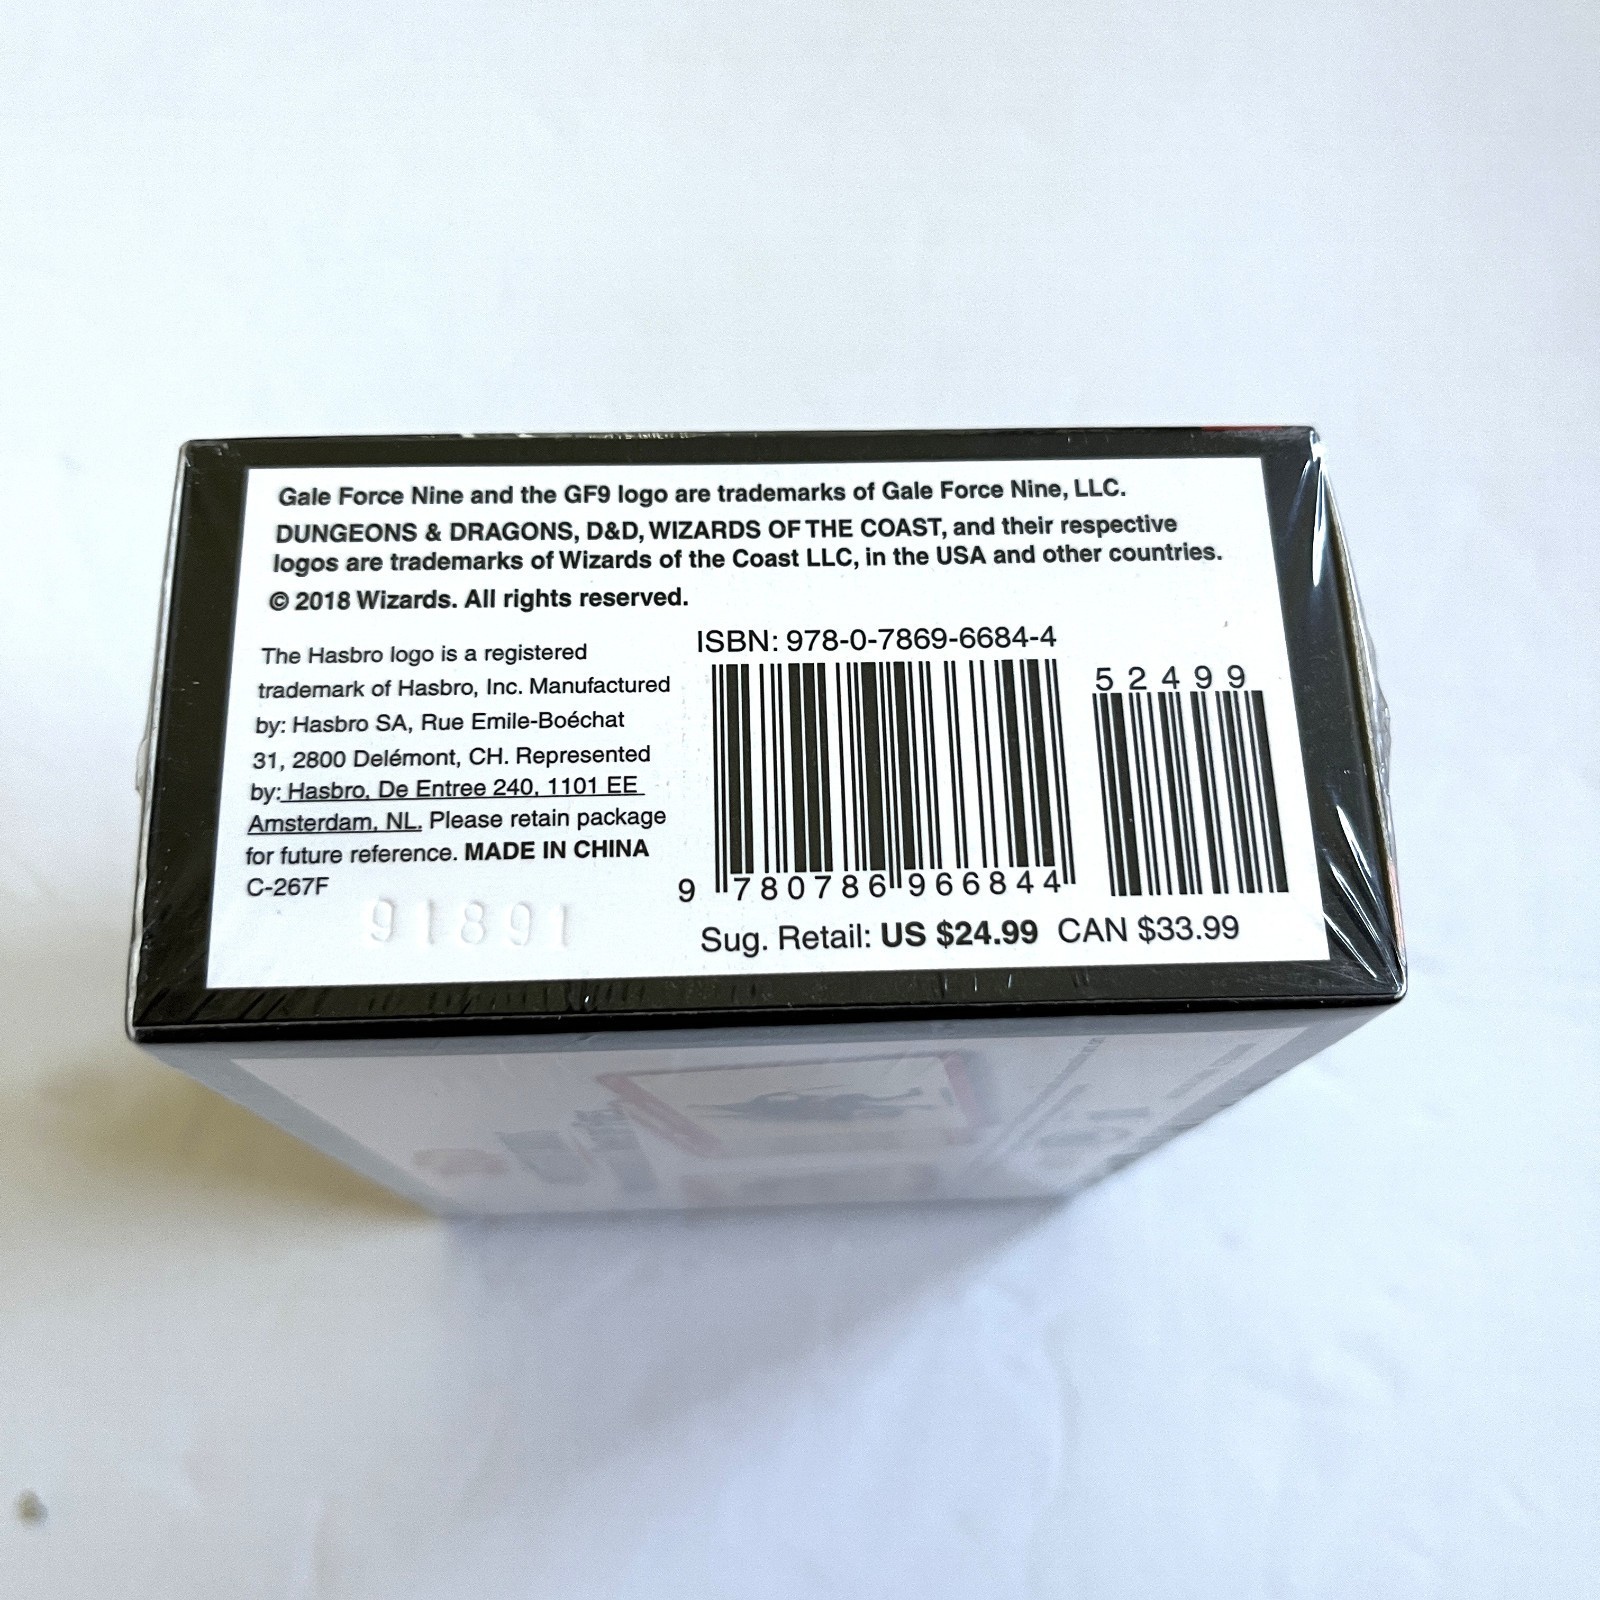 Gale Force Nine and the GF9 logo are trademarks of Gale Force Nine, LLC.
DUNGEONS & DRAGONS, D&D, WIZARDS OF THE COAST, and their respective
logos are trademarks of Wizards of the Coast LLC, in the USA and other countries.
© 2018 Wizards. All rights reserved.
The Hasbro logo is a registered
trademark of Hasbro, Inc. Manufactured
by: Hasbro SA, Rue Emile-Boéchat
31, 2800 Delémont, CH. Represented
by: Hasbro, De Entree 240, 1101 EE
Amsterdam, NL. Please retain package
for future reference. MADE IN CHINA
C-267F
91891
ISBN: 978-0-7869-6684-4
52499
9 780786 966844
Sug. Retail: US $24.99 CAN $33.99